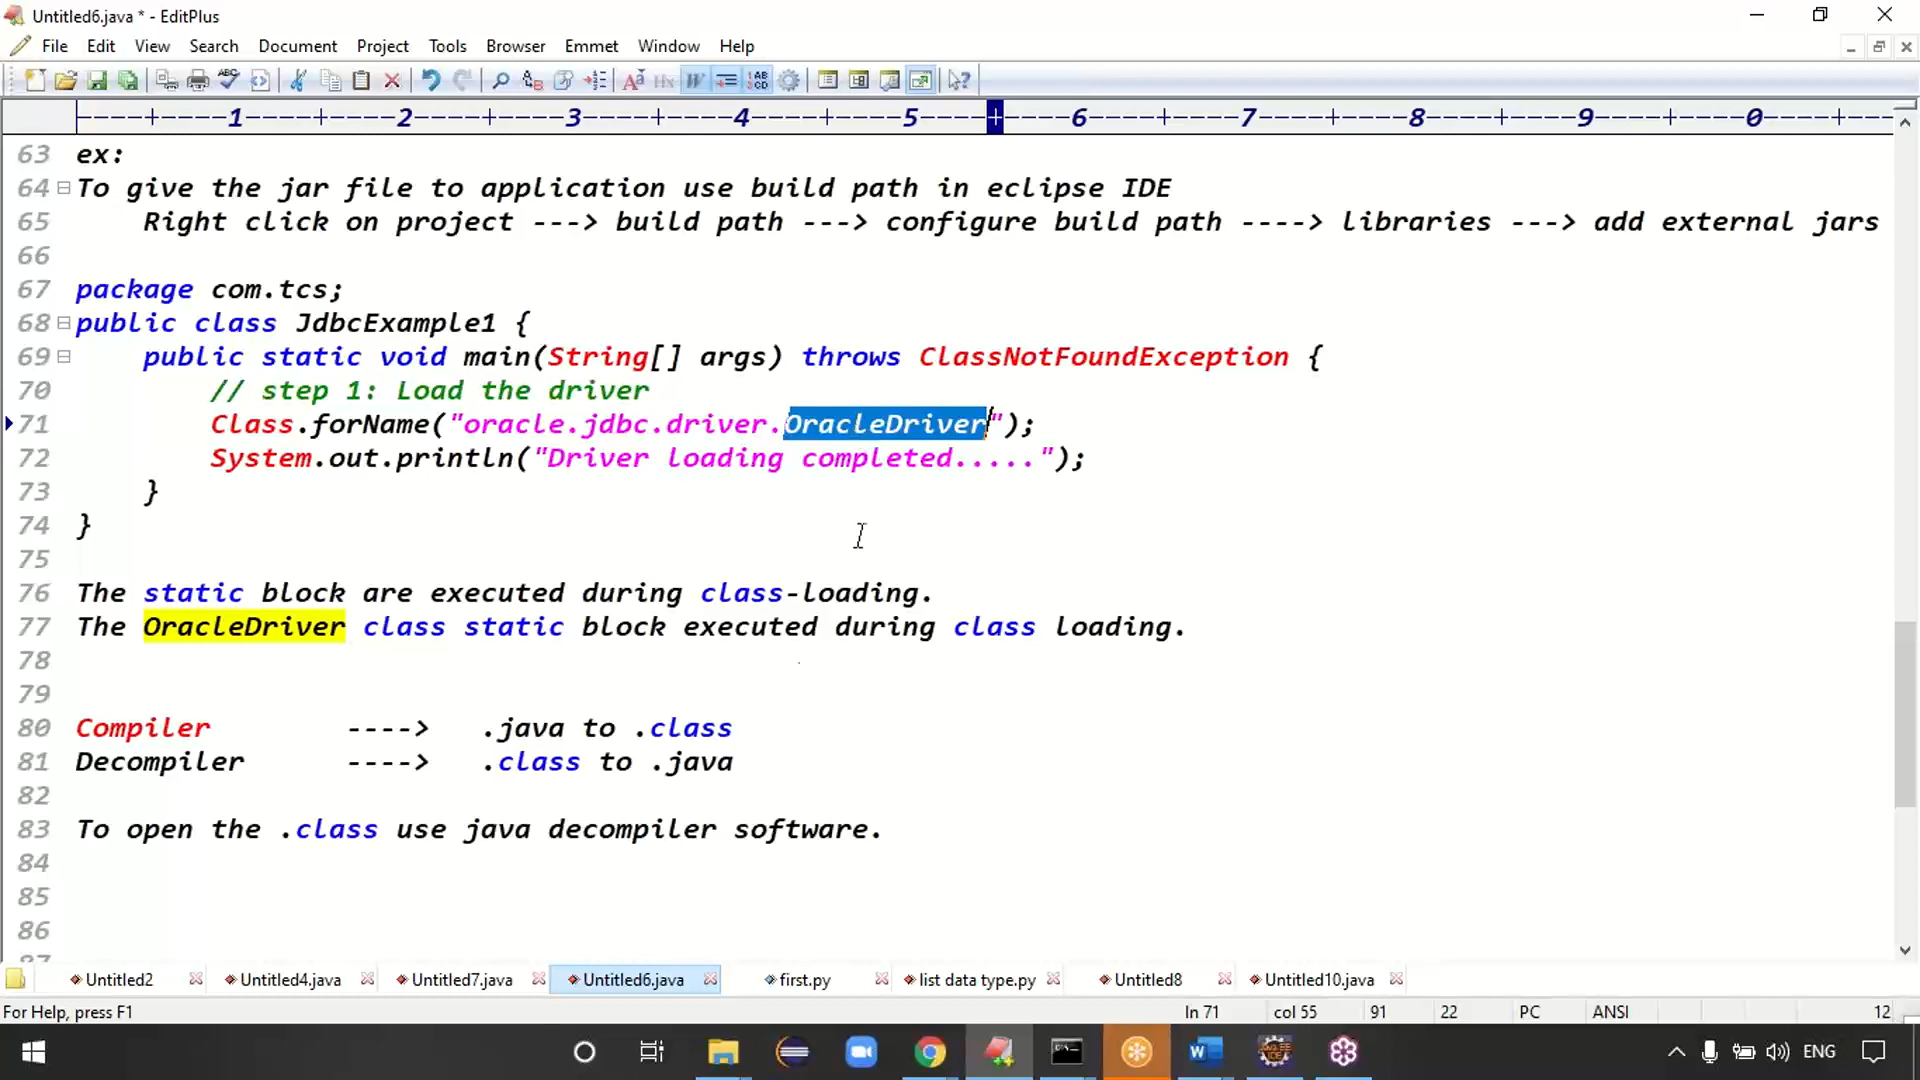 Untitled6.java * - EditPlus
File Edit View Search Document Project Tools Browser Emmet Window Help
----+----1----+----2----+----3----+----4----+----5----+----6----+----7----+----8----+----9----+----0----+---
63 ex:
64 To give the jar file to application use build path in eclipse IDE
65 Right click on project ---> build path ---> configure build path ----> libraries ---> add external jars
66
67 package com.tcs;
68 public class JdbcExample1 {
69 public static void main(String[] args) throws ClassNotFoundException {
70 // step 1: Load the driver
71 Class.forName("oracle.jdbc.driver.OracleDriver");
72 System.out.println("Driver loading completed.....");
73 }
74 }
75
76 The static block are executed during class-loading.
77 The OracleDriver class static block executed during class loading.
78
79
80 Compiler ----> .java to .class
81 Decompiler ----> .class to .java
82
83 To open the .class use java decompiler software.
84
85
86
87
Untitled2 Untitled4.java Untitled7.java Untitled6.java first.py list data type.py Untitled8 Untitled10.java
For Help, press F1 ln 71 col 55 91 22 PC ANSI 12
ENG